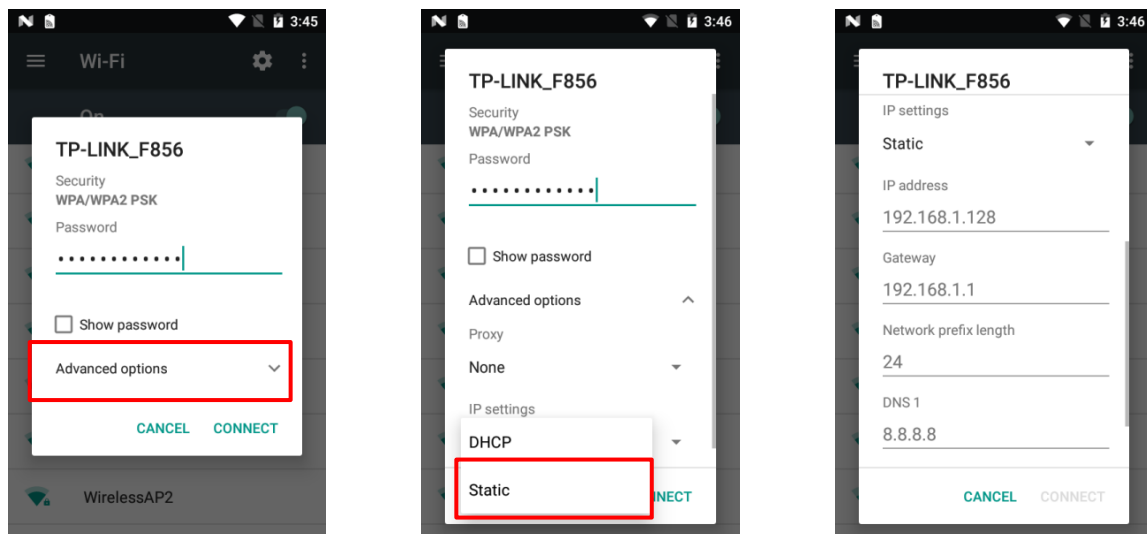 3:45
Wi-Fi
TP-LINK_F856
Security
WPA/WPA2 PSK
Password
••••••••••••
Show password
Advanced options
CANCEL CONNECT
WirelessAP2
3:46
TP-LINK_F856
Security
WPA/WPA2 PSK
Password
••••••••••••
Show password
Advanced options
Proxy
None
IP settings
DHCP
Static
NNECT
3:46
TP-LINK_F856
IP settings
Static
IP address
192.168.1.128
Gateway
192.168.1.1
Network prefix length
24
DNS 1
8.8.8.8
CANCEL CONNECT